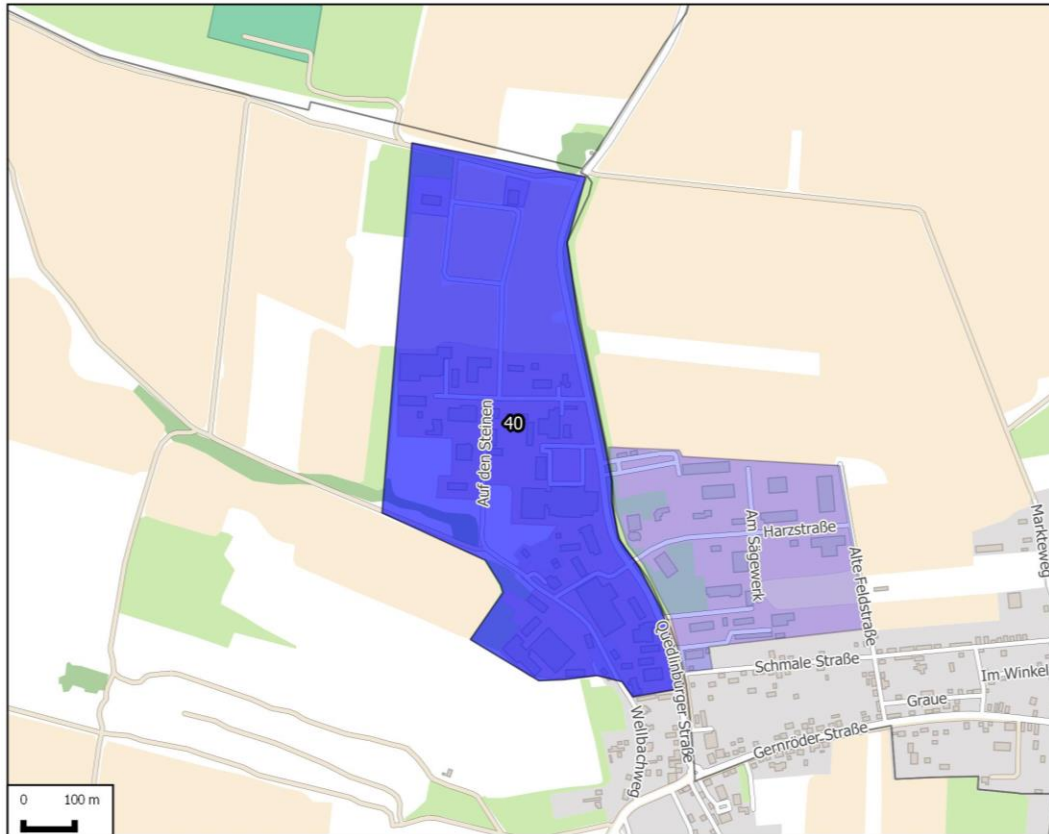 40
Auf den Steinen
Am Sägewerk
Harzstraße
Alte Feldstraße
Markteweg
Quedlinburger Straße
Schmale Straße
Im Winkel
Graue
Gernröder Straße
Wellbachweg
0 100 m